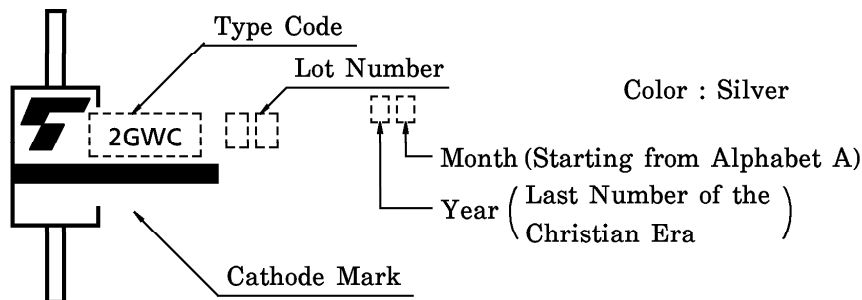 Type Code
Lot Number
Color : Silver
2GWC
Month (Starting from Alphabet A)
Year (Last Number of the
Christian Era)
Cathode Mark